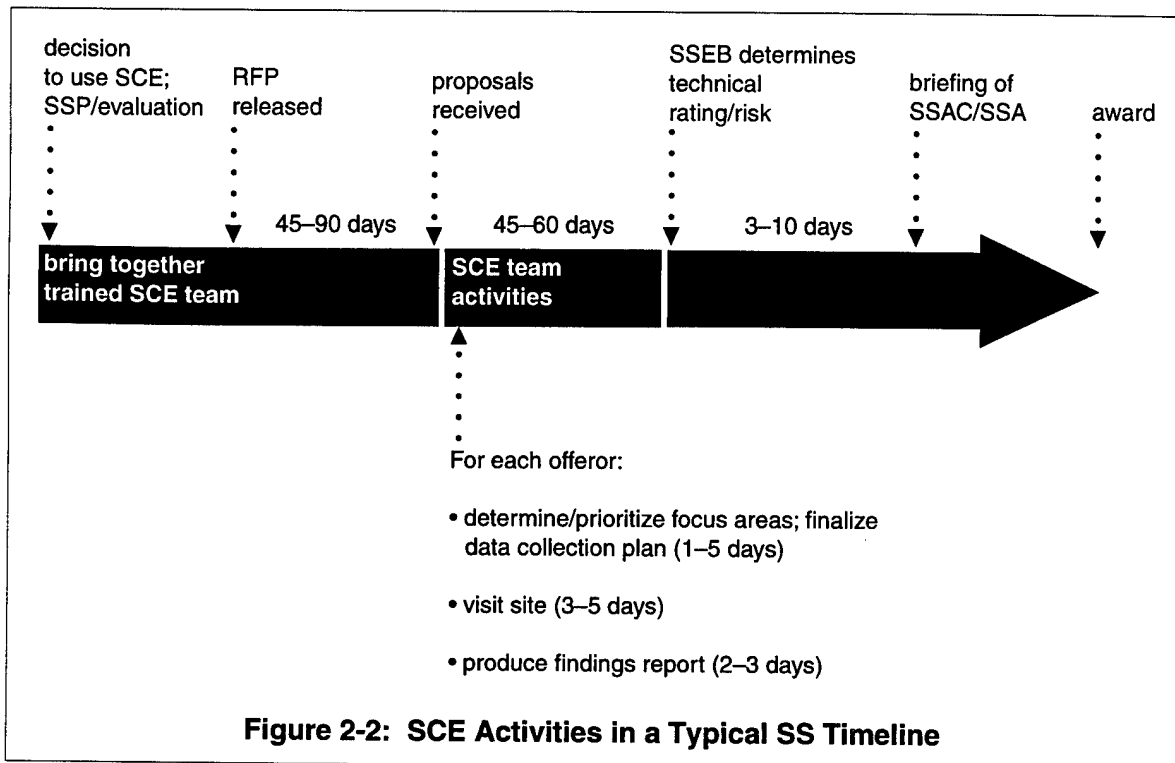 decision
to use SCE;
SSP/evaluation
RFP
released
proposals
received
SSEB determines
technical
rating/risk
briefing of
SSAC/SSA
award
45–90 days
45–60 days
3–10 days
bring together
trained SCE team
SCE team
activities
For each offeror:
• determine/prioritize focus areas; finalize
data collection plan (1–5 days)
• visit site (3–5 days)
• produce findings report (2–3 days)
Figure 2-2: SCE Activities in a Typical SS Timeline